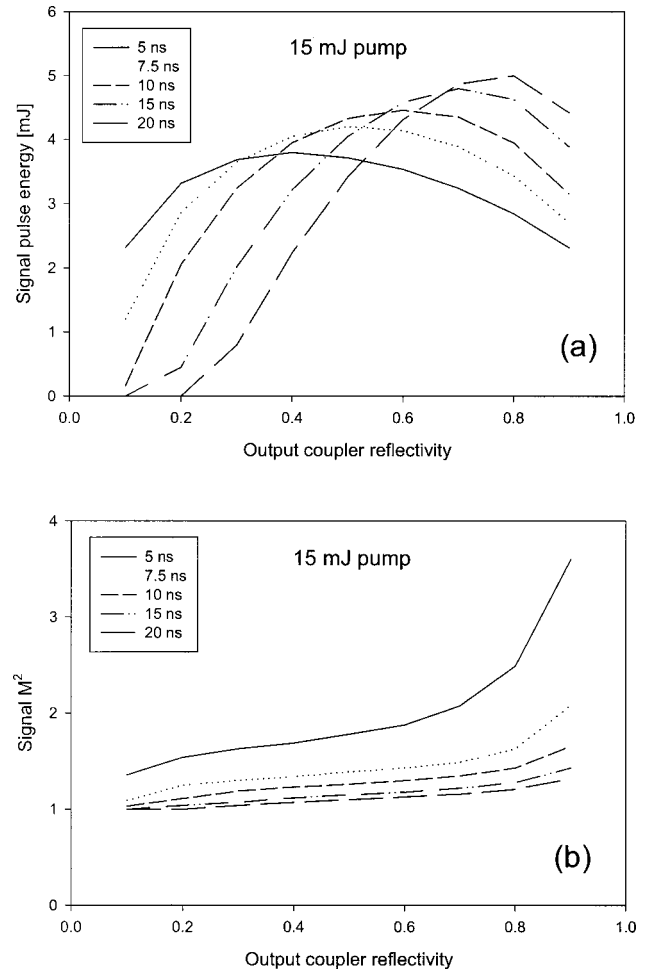 6
5
4
3
2
1
0
Signal pulse energy [mJ]
5 ns
7.5 ns
10 ns
15 ns
20 ns
15 mJ pump
(a)
0.0 0.2 0.4 0.6 0.8 1.0
Output coupler reflectivity
4
3
2
1
0
Signal M²
5 ns
7.5 ns
10 ns
15 ns
20 ns
15 mJ pump
(b)
0.0 0.2 0.4 0.6 0.8 1.0
Output coupler reflectivity